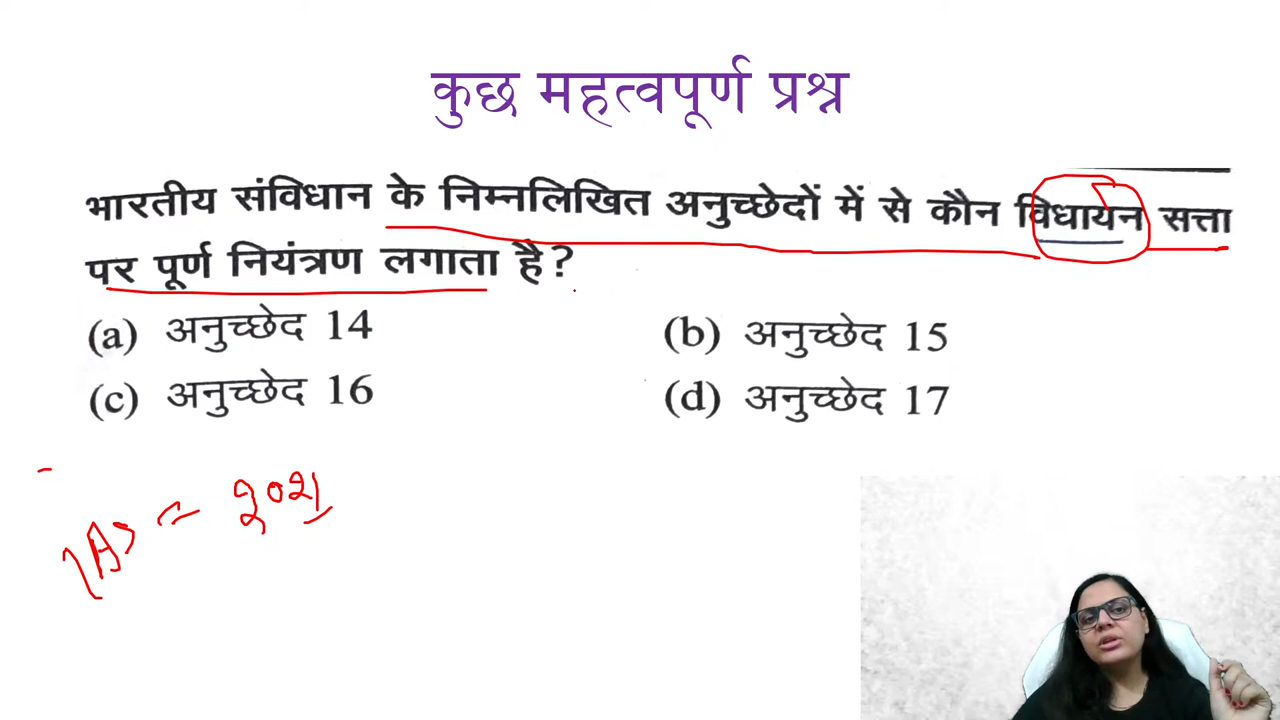 कुछ महत्वपूर्ण प्रश्न
भारतीय संविधान के निम्नलिखित अनुच्छेदों में से कौन विधायन सत्ता
पर पूर्ण नियंत्रण लगाता है?
(a) अनुच्छेद 14
(b) अनुच्छेद 15
(c) अनुच्छेद 16
(d) अनुच्छेद 17
IAS = 2021